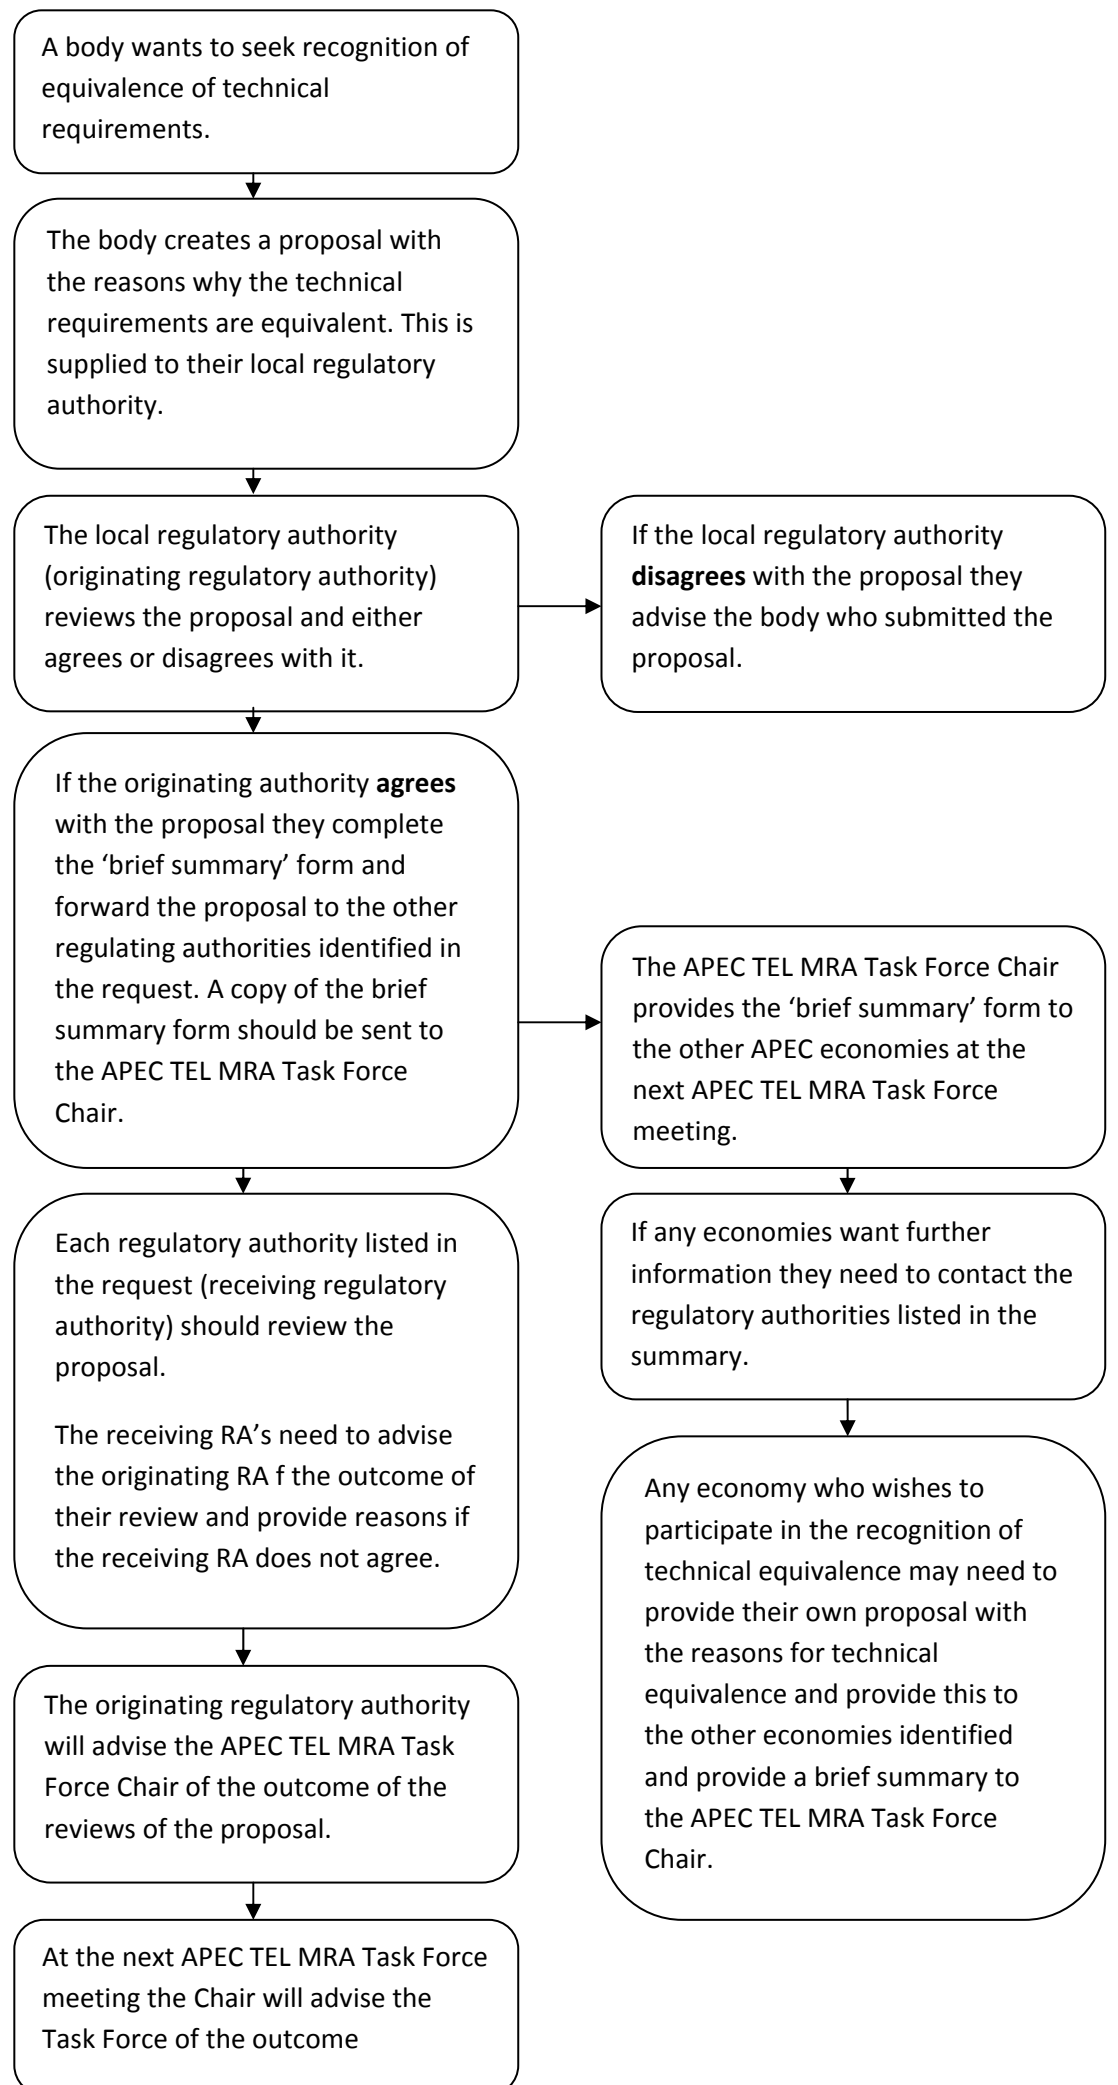 A body wants to seek recognition of
equivalence of technical
requirements.
The body creates a proposal with
the reasons why the technical
requirements are equivalent. This is
supplied to their local regulatory
authority.
The local regulatory authority
(originating regulatory authority)
reviews the proposal and either
agrees or disagrees with it.
If the local regulatory authority
disagrees with the proposal they
advise the body who submitted the
proposal.
If the originating authority agrees
with the proposal they complete
the ‘brief summary’ form and
forward the proposal to the other
regulating authorities identified in
the request. A copy of the brief
summary form should be sent to
the APEC TEL MRA Task Force
Chair.
The APEC TEL MRA Task Force Chair
provides the ‘brief summary’ form to
the other APEC economies at the
next APEC TEL MRA Task Force
meeting.
Each regulatory authority listed in
the request (receiving regulatory
authority) should review the
proposal.
The receiving RA’s need to advise
the originating RA f the outcome of
their review and provide reasons if
the receiving RA does not agree.
If any economies want further
information they need to contact the
regulatory authorities listed in the
summary.
Any economy who wishes to
participate in the recognition of
technical equivalence may need to
provide their own proposal with
the reasons for technical
equivalence and provide this to
the other economies identified
and provide a brief summary to
the APEC TEL MRA Task Force
Chair.
The originating regulatory authority
will advise the APEC TEL MRA Task
Force Chair of the outcome of the
reviews of the proposal.
At the next APEC TEL MRA Task Force
meeting the Chair will advise the
Task Force of the outcome